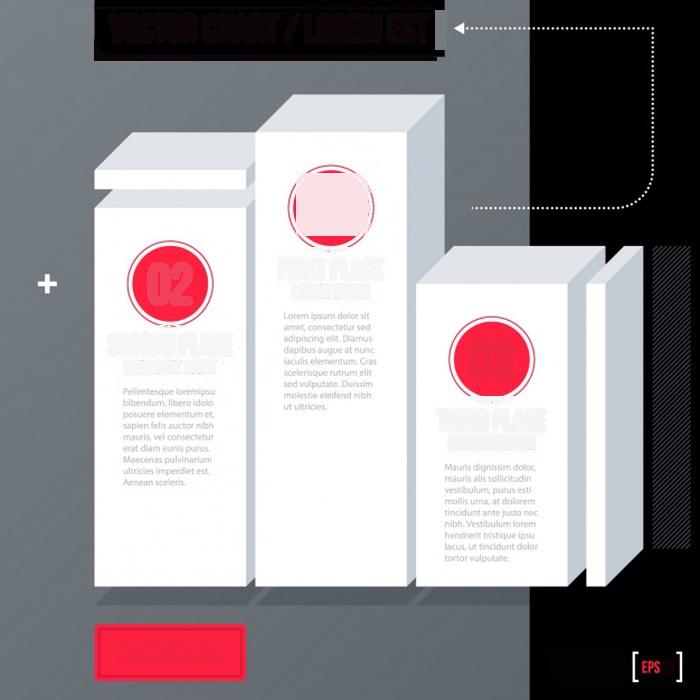 VECTOR CHART / LOREM EST
FIRST PLACE
Lorem ipsum dolor sit
amet, consectetur sed
adipiscing elit. Diamus
dapibus augue at nunc
iaculis elementum. Cras
scelerisque rutrum elit
sed vulputate. Duissim
molestie eleifend nibh
ut ultricies.
02
SECOND PLACE
Pellentesque loremipsu
bibendum, libero idolo
posuere elementum et,
sapien felis auctor nibh
mauris, vel consectetur
erat diam eunis purus.
Maecenas pulvinarium
ultricies imperdiet est.
Aenean sceleris.
03
THIRD PLACE
Mauris dignissim dolor,
mauris alis sollicitudin
vestibulum, purus esti
mollis urna, et dolorem
tincidunt ante justo nec
nibh. Vestibulum lorem
hendrerit tristique ipsu
lacus, ut tincidunt dolor
tortor vulputate.
[EPS]